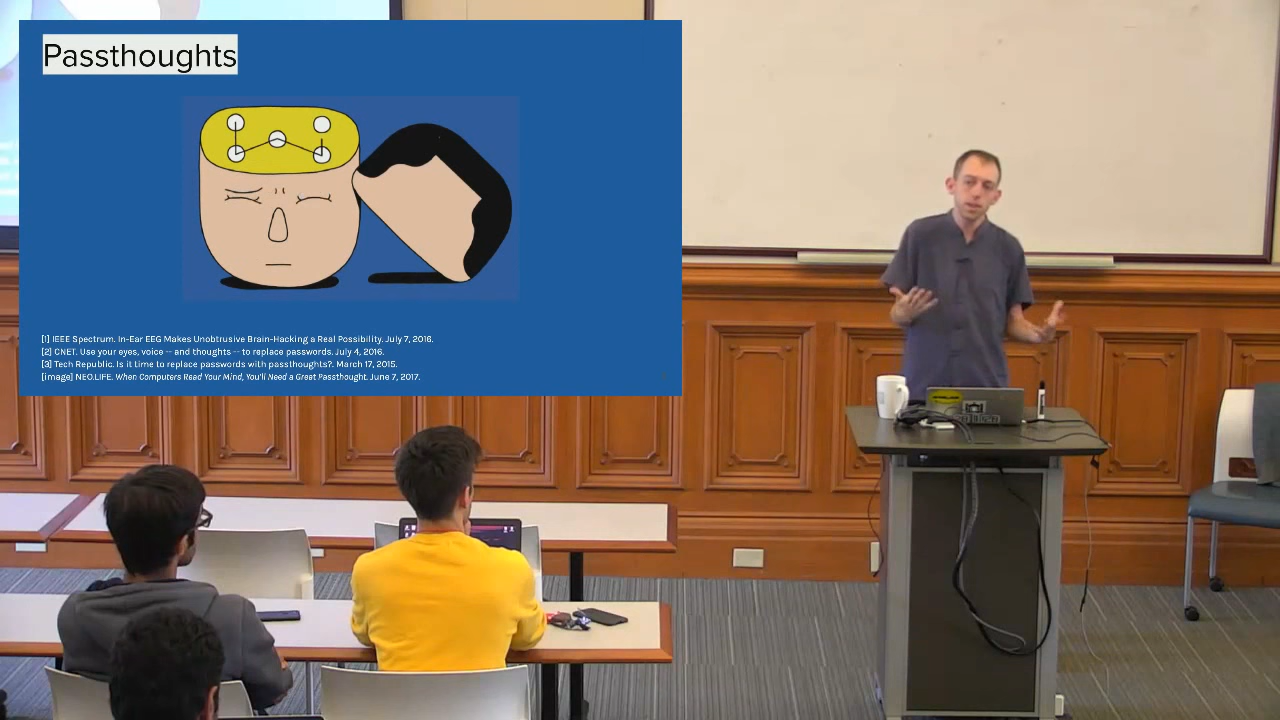 Passthoughts
[1] IEEE Spectrum. In-Ear EEG Makes Unobtrusive Brain-Hacking a Real Possibility. July 7, 2016.
[2] CNET. Use your eyes, voice -- and thoughts -- to replace passwords. July 4, 2016.
[3] Tech Republic. Is it time to replace passwords with passthoughts?. March 17, 2015.
[image] NEO.LIFE. When Computers Read Your Mind, You'll Need a Great Passthought. June 7, 2017.